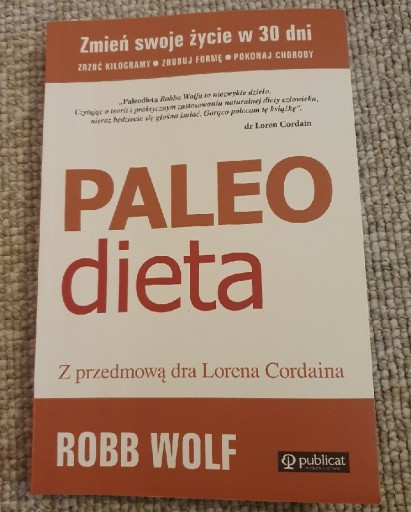 Zmień swoje życie w 30 dni
ZRZUĆ KILOGRAMY • ZBUDUJ FORMĘ • POKONAJ CHOROBY
„Paleodieta Robba Wolfa to niezwykłe dzieło.
Czytając o teorii i praktycznym zastosowaniu naturalnej diety człowieka,
nieraz będziecie się głośno śmiać. Gorąco polecam tę książkę".
dr Loren Cordain
PALEO
dieta
Z przedmową dra Lorena Cordaina
ROBB WOLF
publicat
WYDAWNICTWO